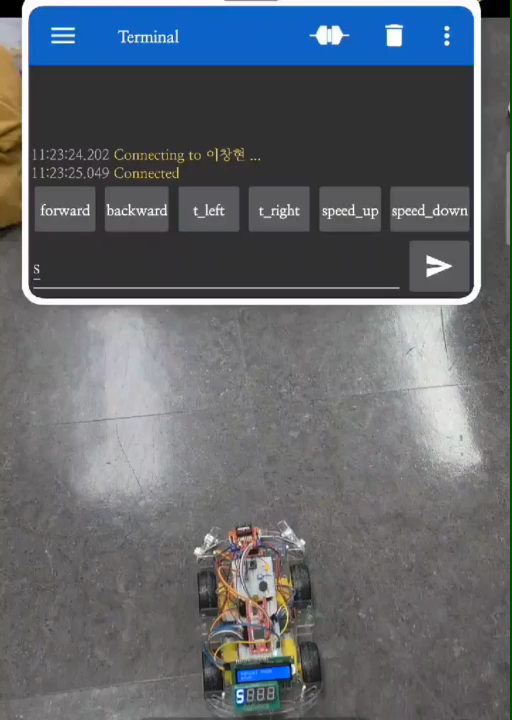 Terminal
11:23:24.202 Connecting to 이창현 ...
11:23:25.049 Connected
forward backward t_left t_right speed_up speed_down
s